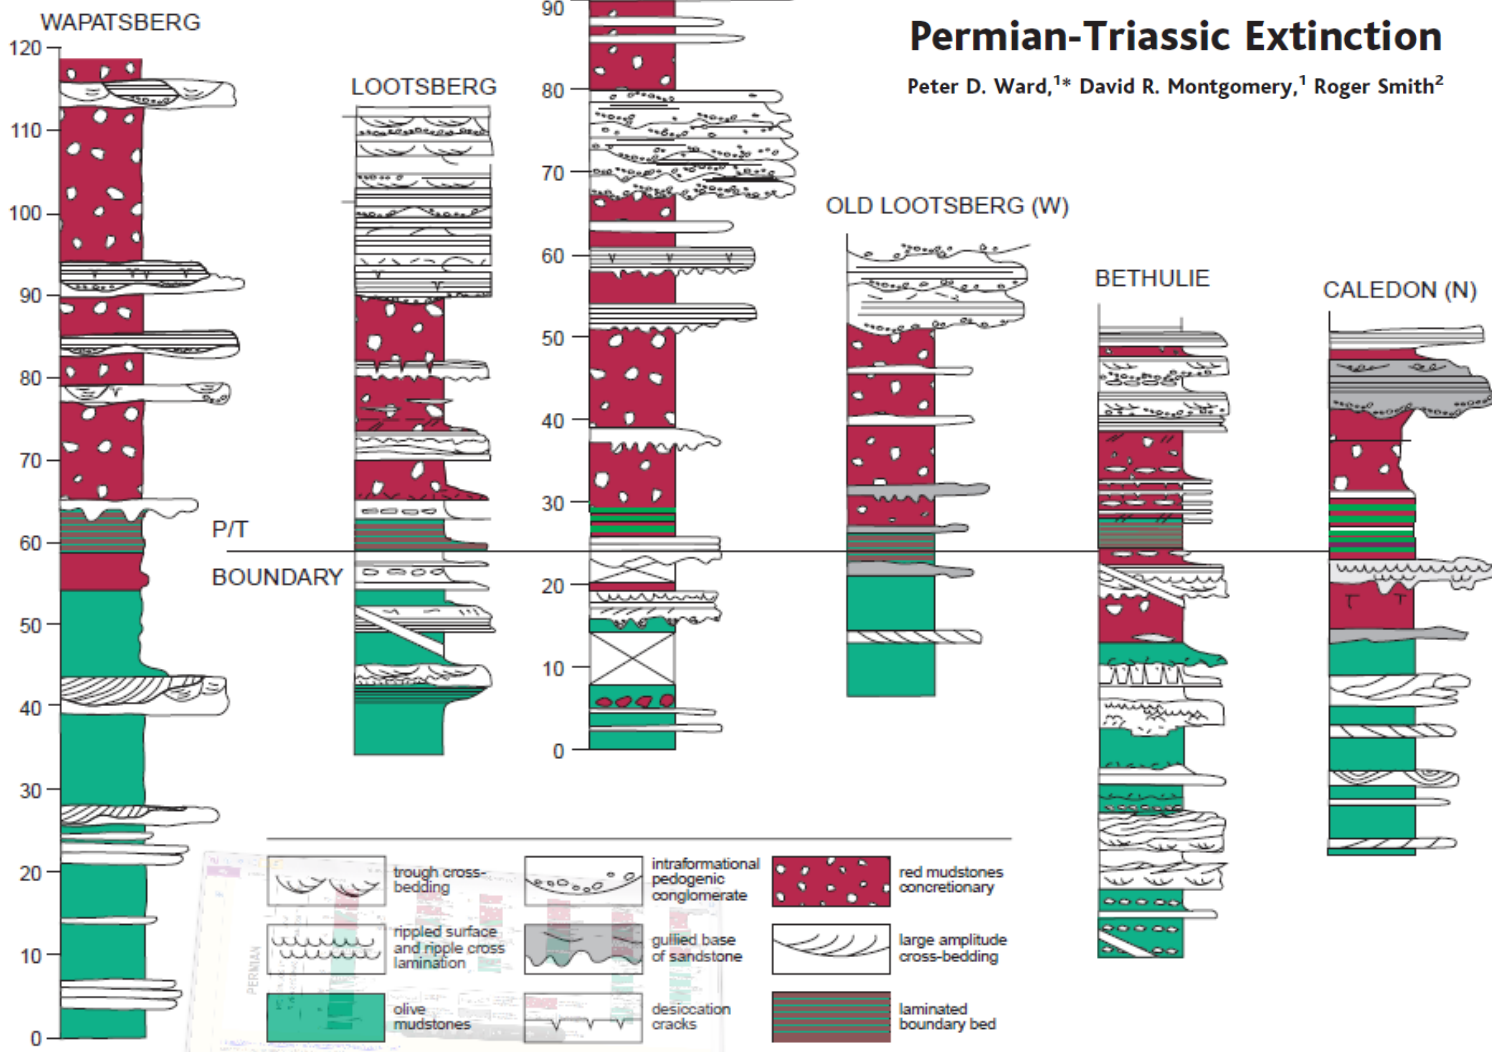 Permian-Triassic Extinction
Peter D. Ward,1* David R. Montgomery,1 Roger Smith2
WAPATSBERG
120
110
100
90
80
70
60
50
40
30
20
10
0
LOOTSBERG
P/T
BOUNDARY
90
80
70
60
50
40
30
20
10
0
OLD LOOTSBERG (W)
BETHULIE
CALEDON (N)
trough cross-
bedding
intraformational
pedogenic
conglomerate
red mudstones
concretionary
rippled surface
and ripple cross
lamination
gullied base
of sandstone
large amplitude
cross-bedding
olive
mudstones
desiccation
cracks
laminated
boundary bed
PERMIAN